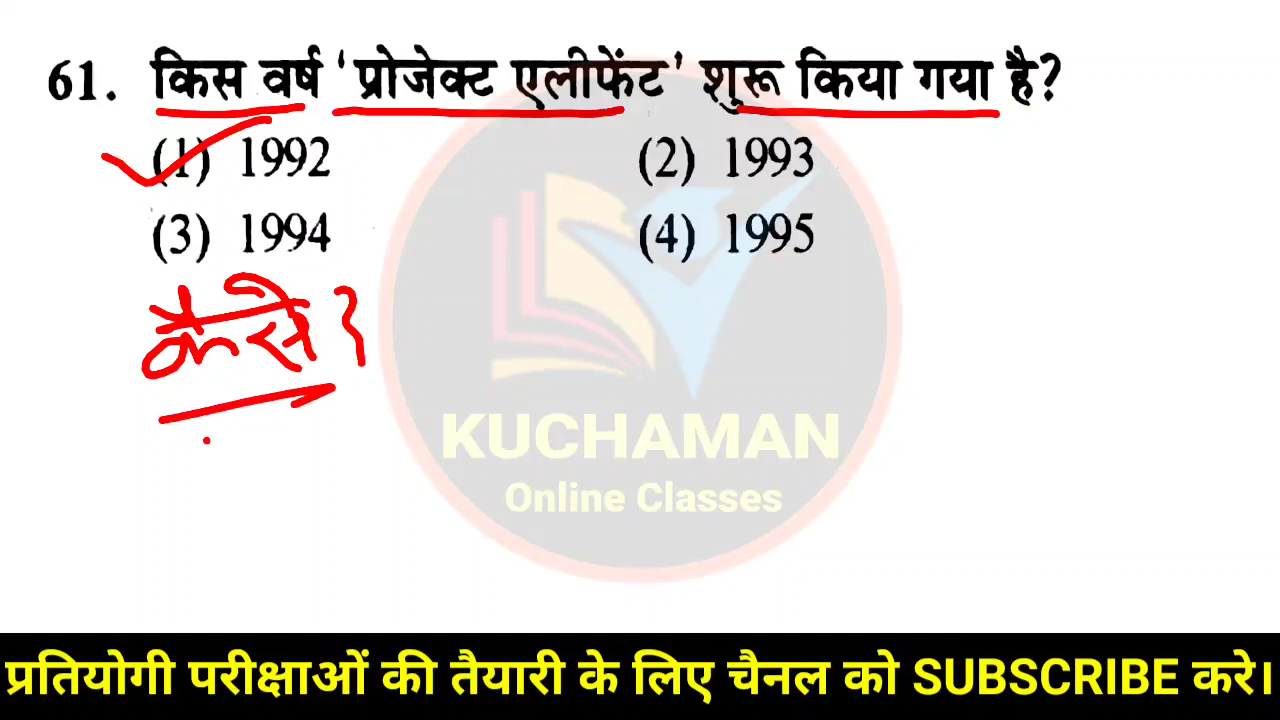 61. किस वर्ष 'प्रोजेक्ट एलीफेंट' शुरू किया गया है?
(1) 1992 (2) 1993
(3) 1994 (4) 1995
कैसे?
KUCHAMAN
Online Classes
प्रतियोगी परीक्षाओं की तैयारी के लिए चैनल को SUBSCRIBE करे।